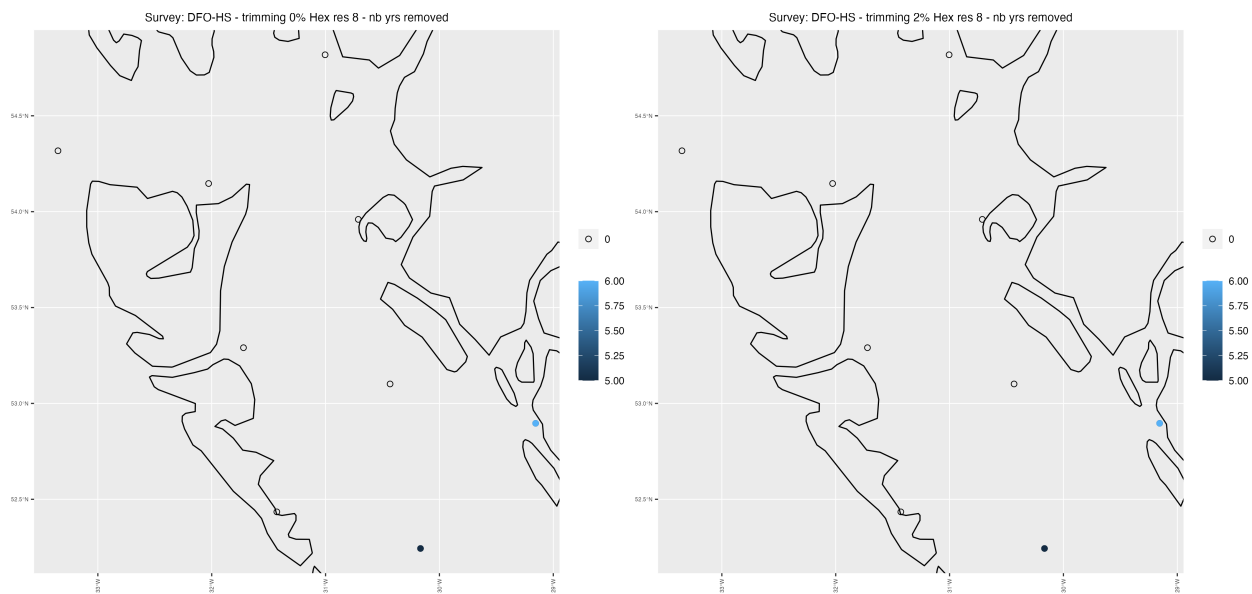 Survey: DFO-HS - trimming 0% Hex res 8 - nb yrs removed
54.5°N
54.0°N
53.5°N
53.0°N
52.5°N
33°W
32°W
31°W
30°W
29°W
0
6.00
5.75
5.50
5.25
5.00
Survey: DFO-HS - trimming 2% Hex res 8 - nb yrs removed
54.5°N
54.0°N
53.5°N
53.0°N
52.5°N
33°W
32°W
31°W
30°W
29°W
0
6.00
5.75
5.50
5.25
5.00